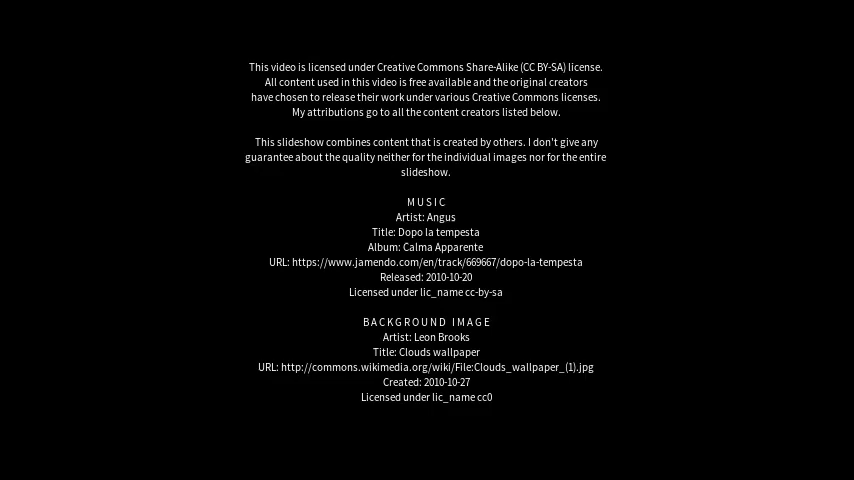 This video is licensed under Creative Commons Share-Alike (CC BY-SA) license.
All content used in this video is free available and the original creators
have chosen to release their work under various Creative Commons licenses.
My attributions go to all the content creators listed below.
This slideshow combines content that is created by others. I don't give any
guarantee about the quality neither for the individual images nor for the entire
slideshow.
MUSIC
Artist: Angus
Title: Dopo la tempesta
Album: Calma Apparente
URL: https://www.jamendo.com/en/track/669667/dopo-la-tempesta
Released: 2010-10-20
Licensed under lic_name cc-by-sa
BACKGROUND IMAGE
Artist: Leon Brooks
Title: Clouds wallpaper
URL: http://commons.wikimedia.org/wiki/File:Clouds_wallpaper_(1).jpg
Created: 2010-10-27
Licensed under lic_name cc0